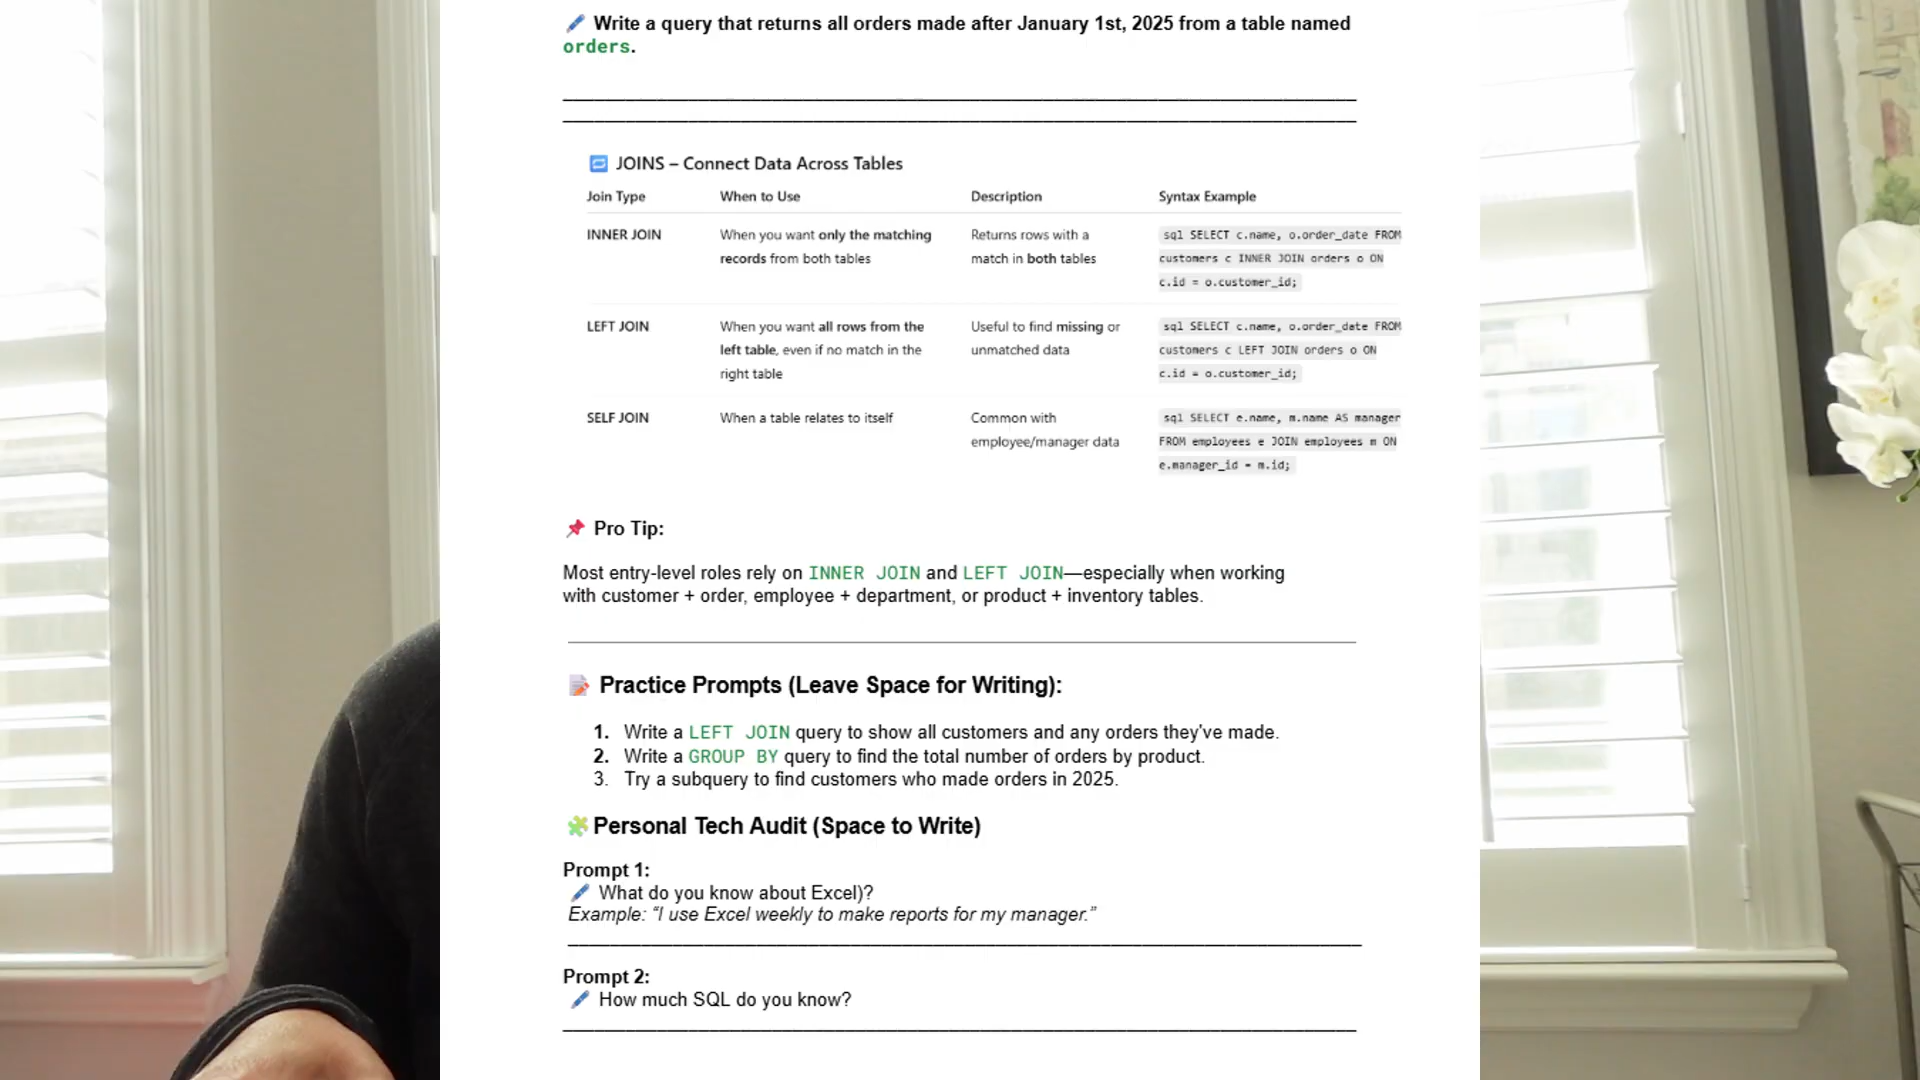 Write a query that returns all orders made after January 1st, 2025 from a table named
orders.
JOINS – Connect Data Across Tables
Join Type When to Use Description Syntax Example
INNER JOIN When you want only the matching Returns rows with a sql SELECT c.name, o.order_date FROM
records from both tables match in both tables customers c INNER JOIN orders o ON
c.id = o.customer_id;
LEFT JOIN When you want all rows from the Useful to find missing or sql SELECT c.name, o.order_date FROM
left table, even if no match in the unmatched data customers c LEFT JOIN orders o ON
right table c.id = o.customer_id;
SELF JOIN When a table relates to itself Common with sql SELECT e.name, m.name AS manager
employee/manager data FROM employees e JOIN employees m ON
e.manager_id = m.id;
Pro Tip:
Most entry-level roles rely on INNER JOIN and LEFT JOIN—especially when working
with customer + order, employee + department, or product + inventory tables.
Practice Prompts (Leave Space for Writing):
1. Write a LEFT JOIN query to show all customers and any orders they've made.
2. Write a GROUP BY query to find the total number of orders by product.
3. Try a subquery to find customers who made orders in 2025.
Personal Tech Audit (Space to Write)
Prompt 1:
What do you know about Excel)?
Example: “I use Excel weekly to make reports for my manager.”
Prompt 2:
How much SQL do you know?